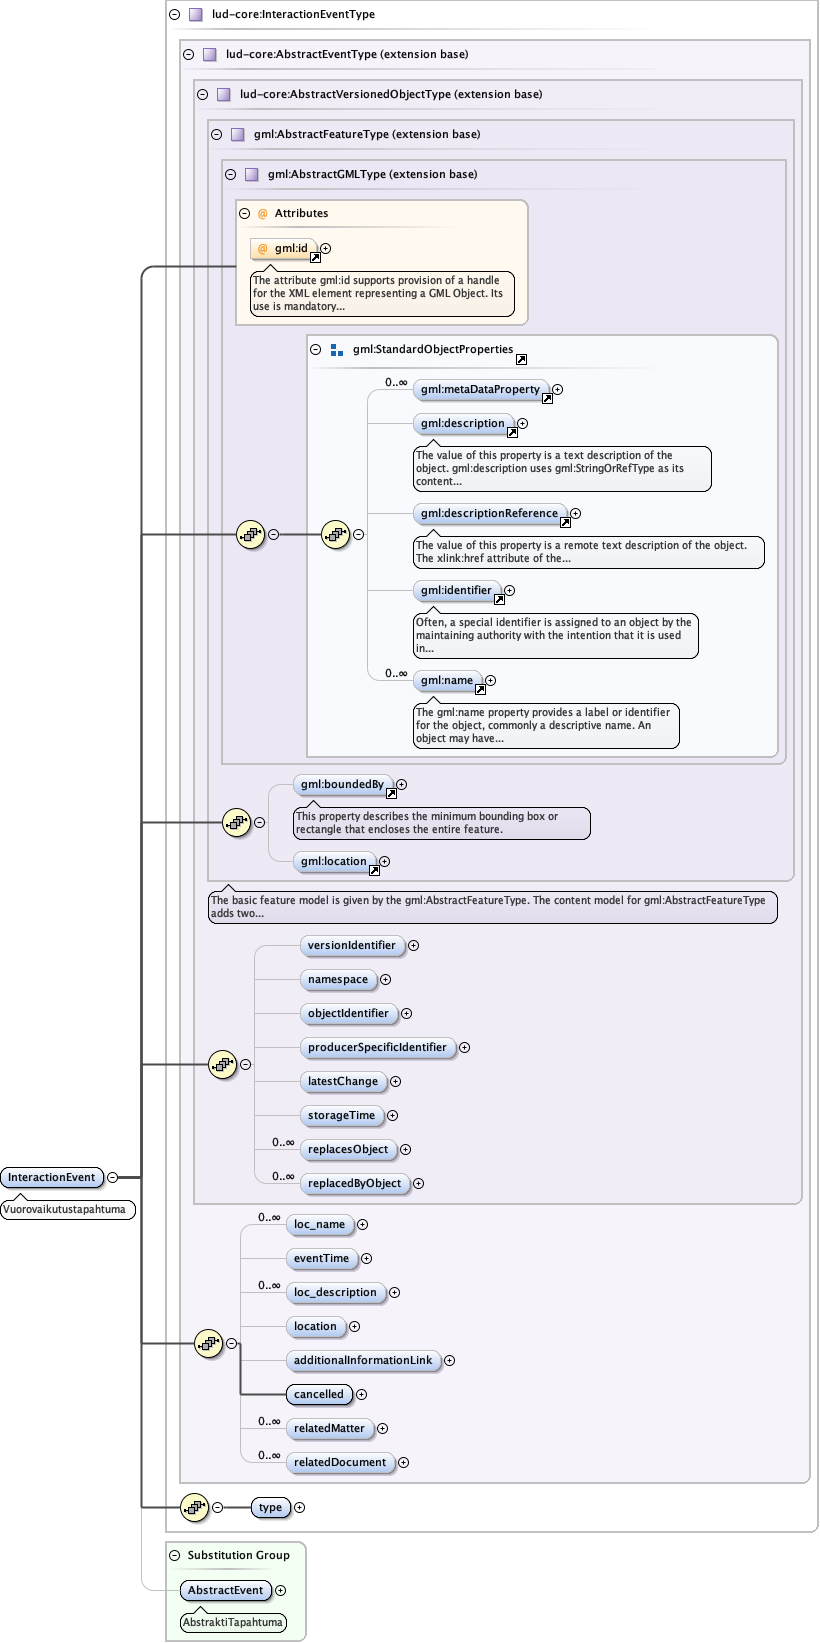 lud-core:InteractionEventType
lud-core:AbstractEventType (extension base)
lud-core:AbstractVersionedObjectType (extension base)
gml:AbstractFeatureType (extension base)
gml:AbstractGMLType (extension base)
@ Attributes
@ gml:id
The attribute gml:id supports provision of a handle
for the XML element representing a GML Object. Its
use is mandatory...
gml:StandardObjectProperties
0..∞
gml:metaDataProperty
gml:description
The value of this property is a text description of the
object. gml:description uses gml:StringOrRefType as its
content...
gml:descriptionReference
The value of this property is a remote text description of the object.
The xlink:href attribute of the...
gml:identifier
Often, a special identifier is assigned to an object by the
maintaining authority with the intention that it is used
in...
0..∞
gml:name
The gml:name property provides a label or identifier
for the object, commonly a descriptive name. An
object may have...
gml:boundedBy
This property describes the minimum bounding box or
rectangle that encloses the entire feature.
gml:location
The basic feature model is given by the gml:AbstractFeatureType. The content model for gml:AbstractFeatureType
adds two...
versionIdentifier
namespace
objectIdentifier
producerSpecificIdentifier
latestChange
storageTime
0..∞
replacesObject
0..∞
replacedByObject
InteractionEvent
Vuorovaikutustapahtuma
0..∞
loc_name
eventTime
0..∞
loc_description
location
additionalInformationLink
cancelled
0..∞
relatedMatter
0..∞
relatedDocument
type
Substitution Group
AbstractEvent
AbstraktiTapahtuma